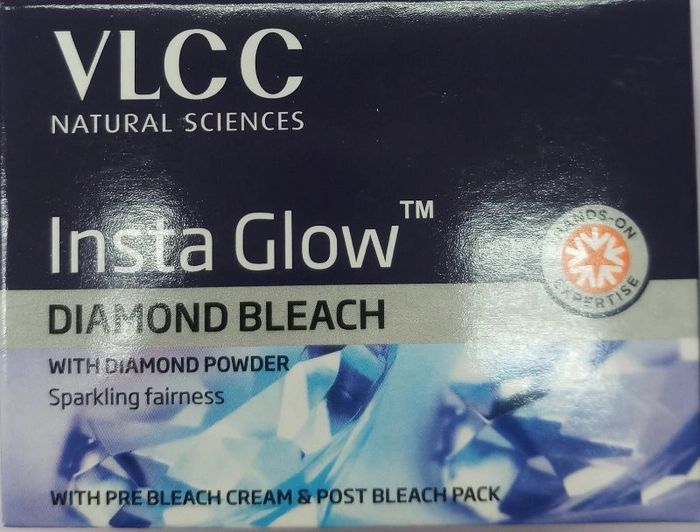 VLCC
NATURAL SCIENCES
Insta Glow™
HANDS-ON
EXPERTISE
DIAMOND BLEACH
WITH DIAMOND POWDER
Sparkling fairness
WITH PRE BLEACH CREAM & POST BLEACH PACK